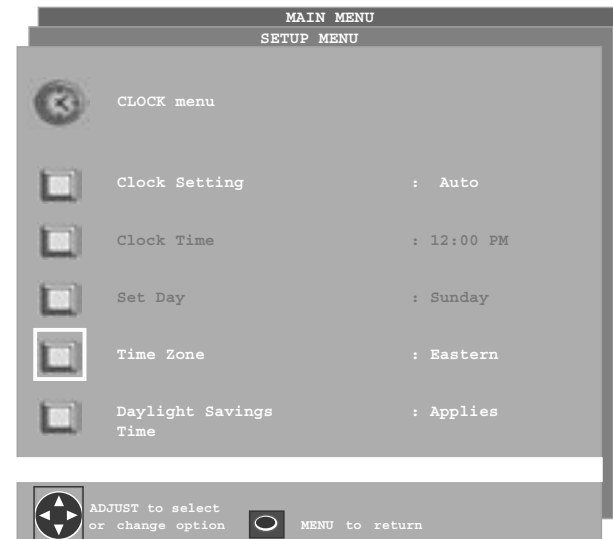 MAIN MENU
SETUP MENU
CLOCK menu
Clock Setting : Auto
Clock Time : 12:00 PM
Set Day : Sunday
Time Zone : Eastern
Daylight Savings : Applies
Time
ADJUST to select
or change option MENU to return